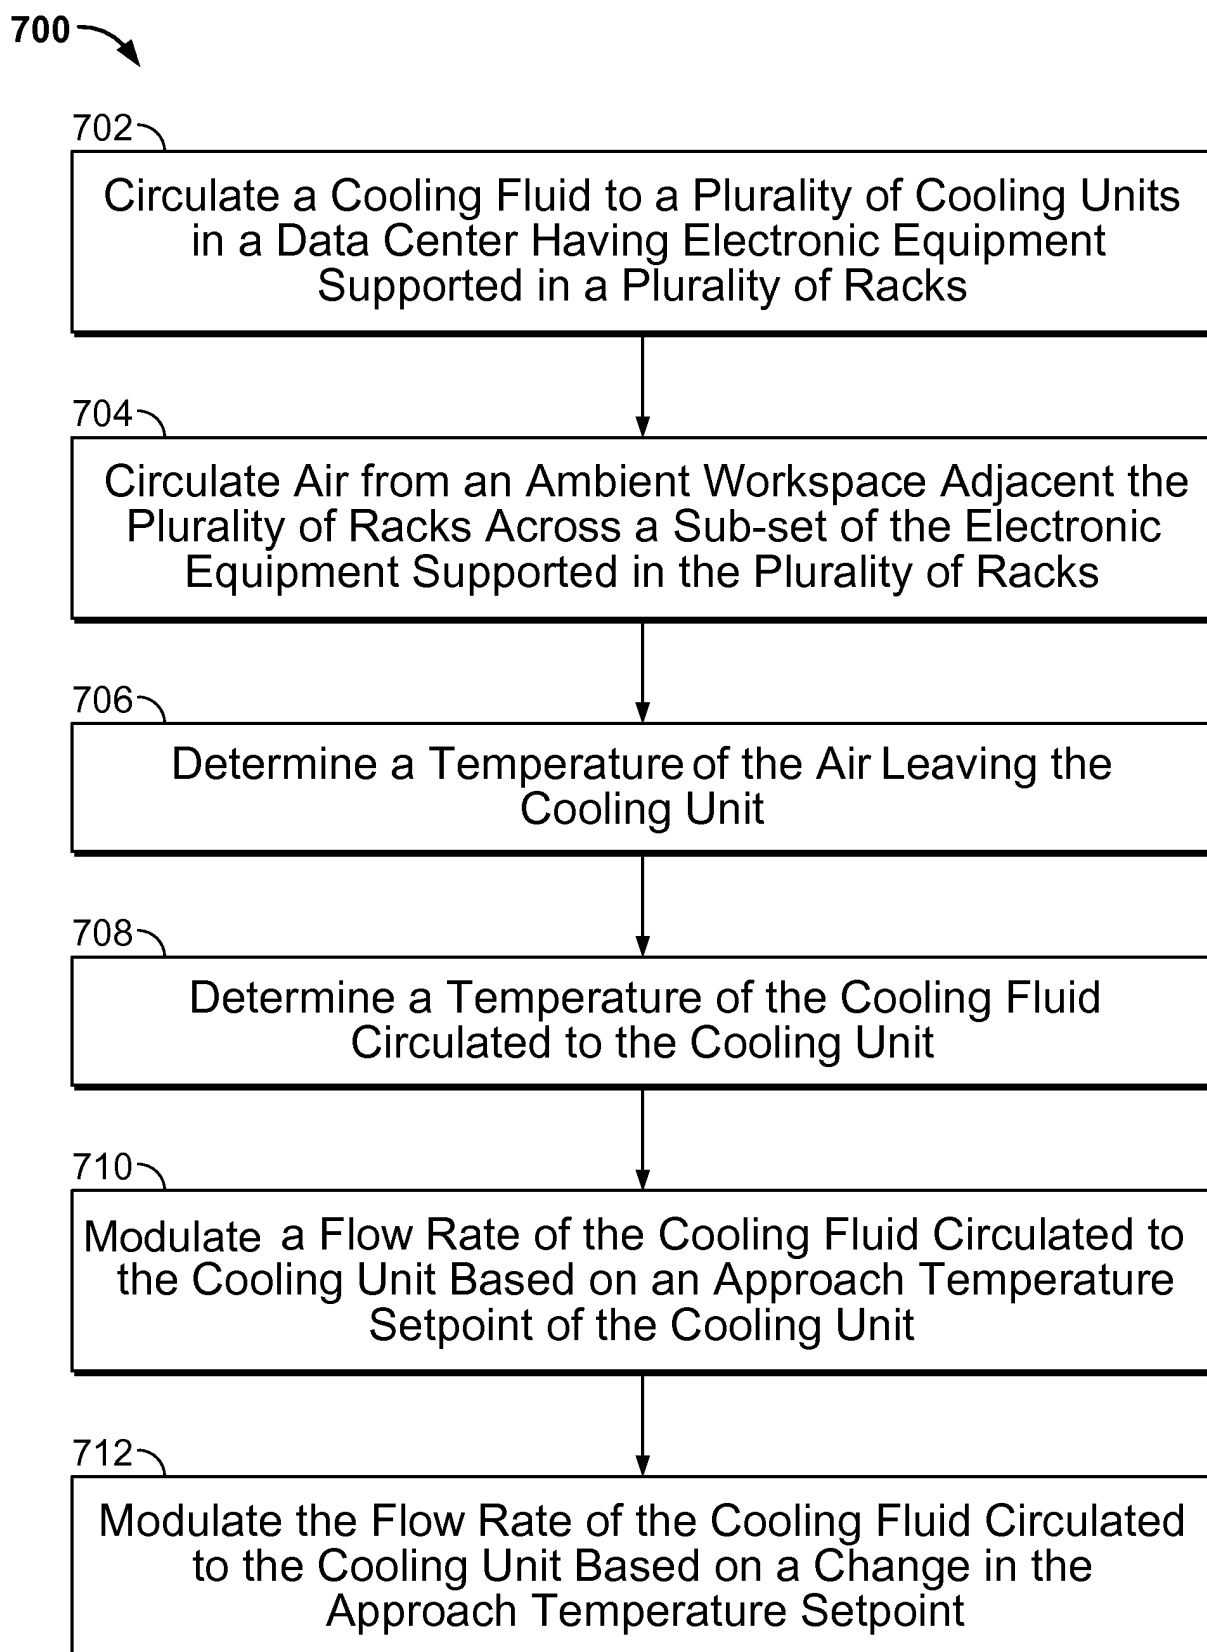 700
702
Circulate a Cooling Fluid to a Plurality of Cooling Units
in a Data Center Having Electronic Equipment
Supported in a Plurality of Racks
704
Circulate Air from an Ambient Workspace Adjacent the
Plurality of Racks Across a Sub-set of the Electronic
Equipment Supported in the Plurality of Racks
706
Determine a Temperature of the Air Leaving the
Cooling Unit
708
Determine a Temperature of the Cooling Fluid
Circulated to the Cooling Unit
710
Modulate a Flow Rate of the Cooling Fluid Circulated to
the Cooling Unit Based on an Approach Temperature
Setpoint of the Cooling Unit
712
Modulate the Flow Rate of the Cooling Fluid Circulated
to the Cooling Unit Based on a Change in the
Approach Temperature Setpoint